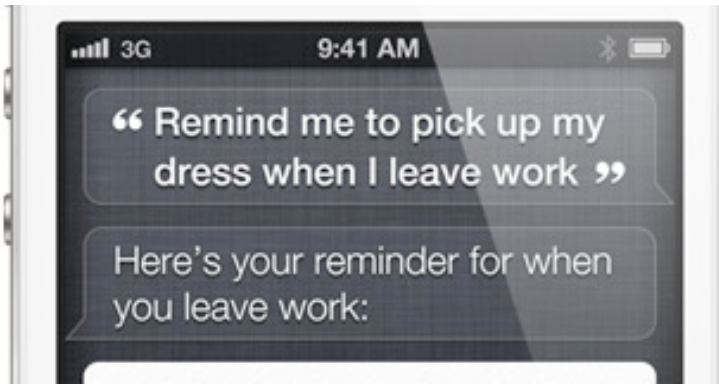 3G 9:41 AM
“ Remind me to pick up my
dress when I leave work ”
Here’s your reminder for when
you leave work: